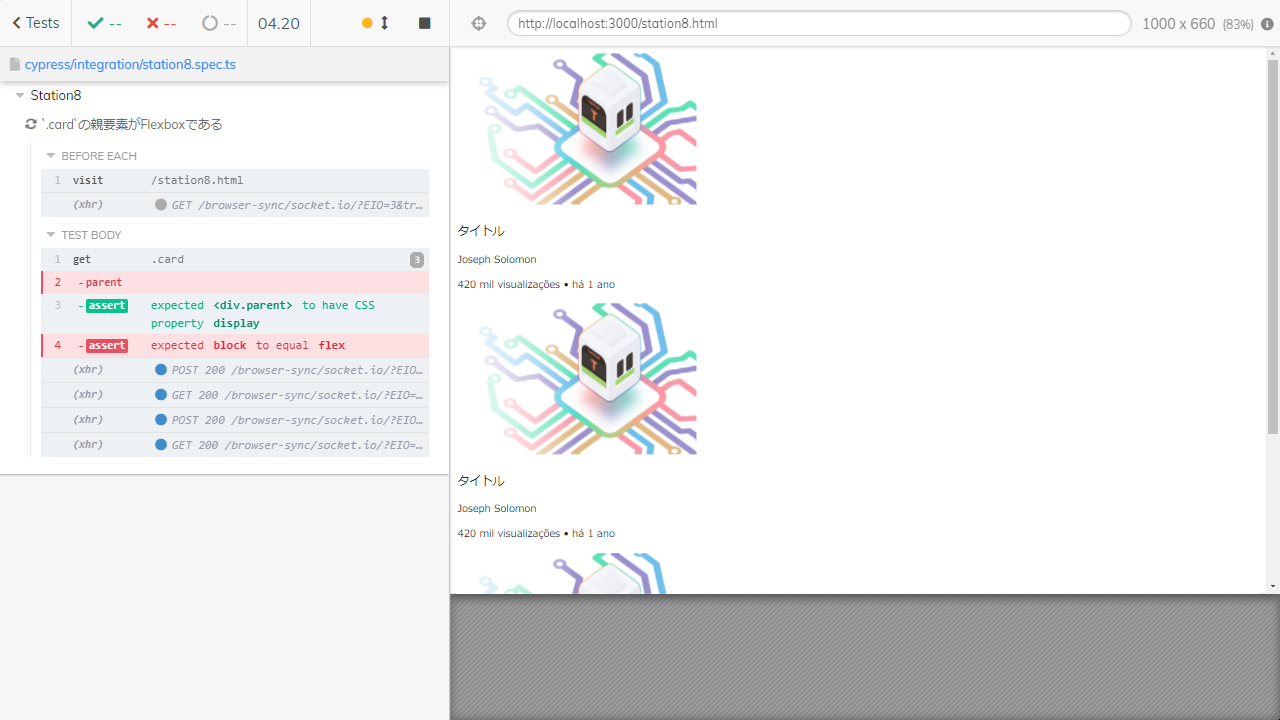 Tests
--
--
--
04.20
http://localhost:3000/station8.html
1000 x 660 (83%)
cypress/integration/station8.spec.ts
Station8
`.card`の親要素がFlexboxである
BEFORE EACH
1 visit /station8.html
(xhr) GET /browser-sync/socket.io/?EIO=3&tr…
TEST BODY
1 get .card 3
2 -parent
3 -assert expected <div.parent> to have CSS
property display
4 -assert expected block to equal flex
(xhr) POST 200 /browser-sync/socket.io/?EIO…
(xhr) GET 200 /browser-sync/socket.io/?EIO=…
(xhr) POST 200 /browser-sync/socket.io/?EIO…
(xhr) GET 200 /browser-sync/socket.io/?EIO=…
タイトル
Joseph Solomon
420 mil visualizações • há 1 ano
タイトル
Joseph Solomon
420 mil visualizações • há 1 ano